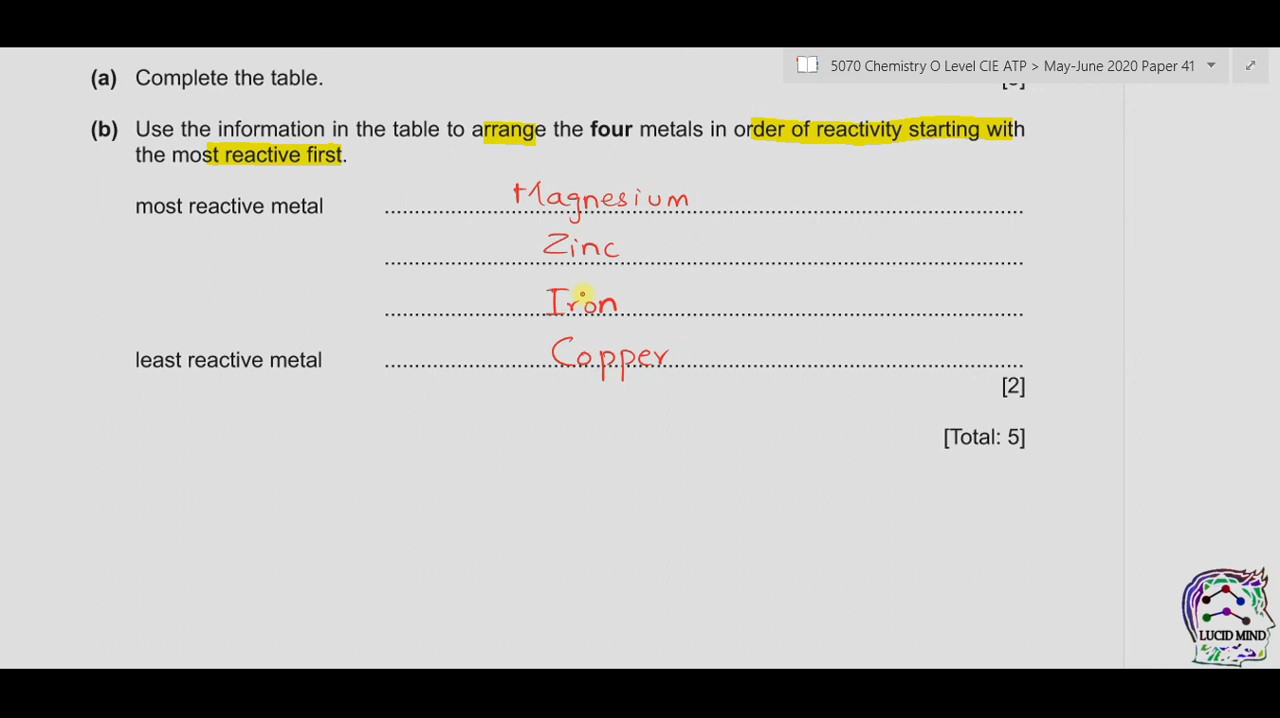 (a) Complete the table.
5070 Chemistry O Level CIE ATP > May-June 2020 Paper 41
(b) Use the information in the table to arrange the four metals in order of reactivity starting with
the most reactive first.
most reactive metal Magnesium
Zinc
Iron
least reactive metal Copper
[2]
[Total: 5]
LUCID MIND